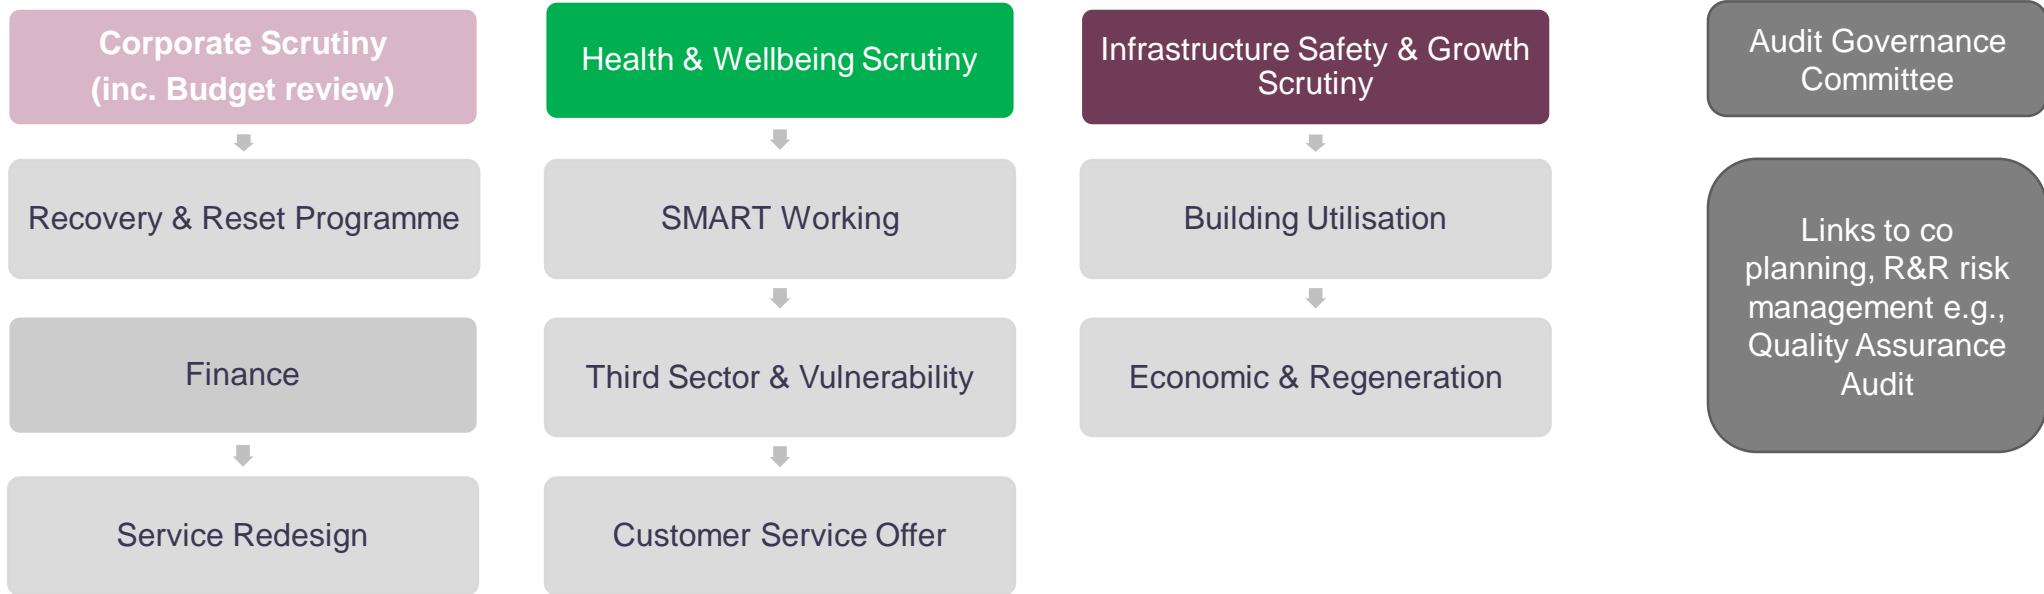 Corporate Scrutiny
(inc. Budget review)
Recovery & Reset Programme
Finance
Service Redesign
Health & Wellbeing Scrutiny
SMART Working
Third Sector & Vulnerability
Customer Service Offer
Infrastructure Safety & Growth
Scrutiny
Building Utilisation
Economic & Regeneration
Audit Governance
Committee
Links to co
planning, R&R risk
management e.g.,
Quality Assurance
Audit